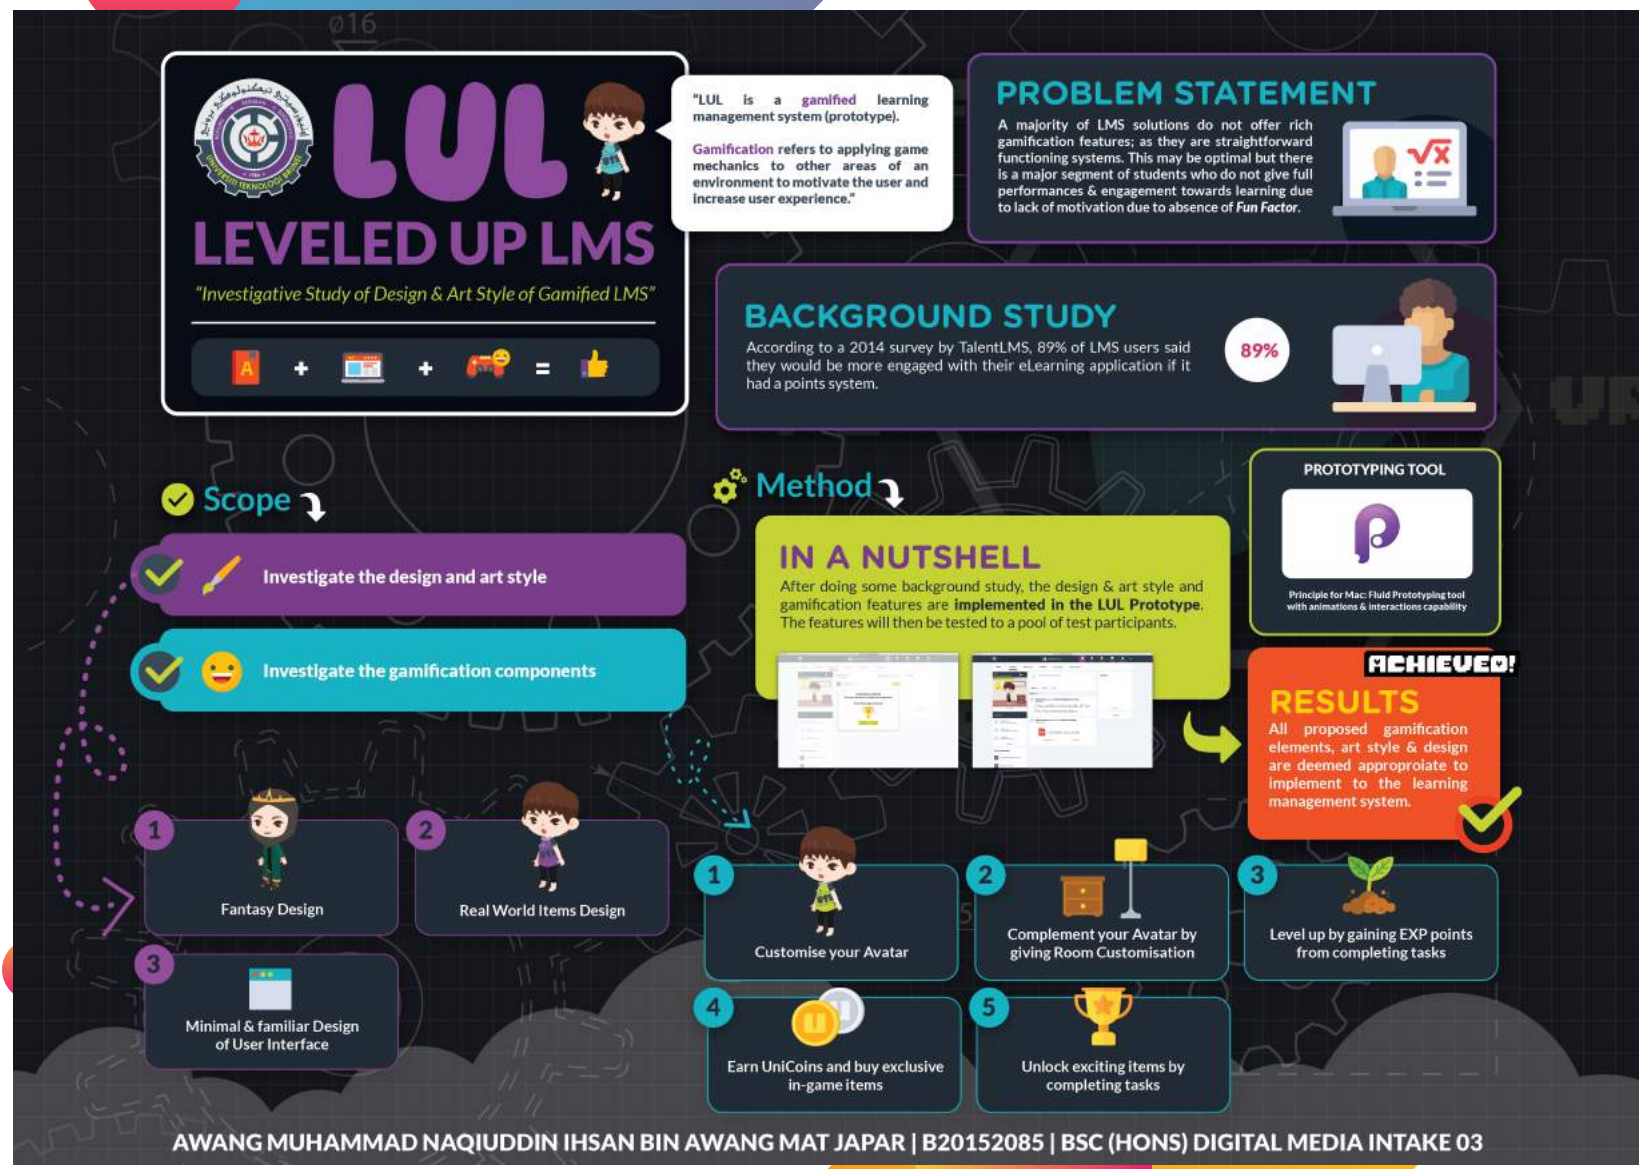 ø16
LUL
LEVELED UP LMS
“Investigative Study of Design & Art Style of Gamified LMS”
A
+
+
=
“LUL is a gamified learning
management system (prototype).
Gamification refers to applying game
mechanics to other areas of an
environment to motivate the user and
increase user experience.”
PROBLEM STATEMENT
A majority of LMS solutions do not offer rich
gamification features; as they are straightforward
functioning systems. This may be optimal but there
is a major segment of students who do not give full
performances & engagement towards learning due
to lack of motivation due to absence of Fun Factor.
√x
BACKGROUND STUDY
According to a 2014 survey by TalentLMS, 89% of LMS users said
they would be more engaged with their eLearning application if it
had a points system.
89%
Scope
Investigate the design and art style
Investigate the gamification components
1
Fantasy Design
2
Real World Items Design
3
Minimal & familiar Design
of User Interface
Method
IN A NUTSHELL
After doing some background study, the design & art style and
gamification features are implemented in the LUL Prototype.
The features will then be tested to a pool of test participants.
PROTOTYPING TOOL
Principle for Mac: Fluid Prototyping tool
with animations & interactions capability
ACHIEVED!
RESULTS
All proposed gamification
elements, art style & design
are deemed approproiate to
implement to the learning
management system.
1
Customise your Avatar
2
Complement your Avatar by
giving Room Customisation
3
Level up by gaining EXP points
from completing tasks
4
Earn UniCoins and buy exclusive
in-game items
5
Unlock exciting items by
completing tasks
AWANG MUHAMMAD NAQIUDDIN IHSAN BIN AWANG MAT JAPAR | B20152085 | BSC (HONS) DIGITAL MEDIA INTAKE 03